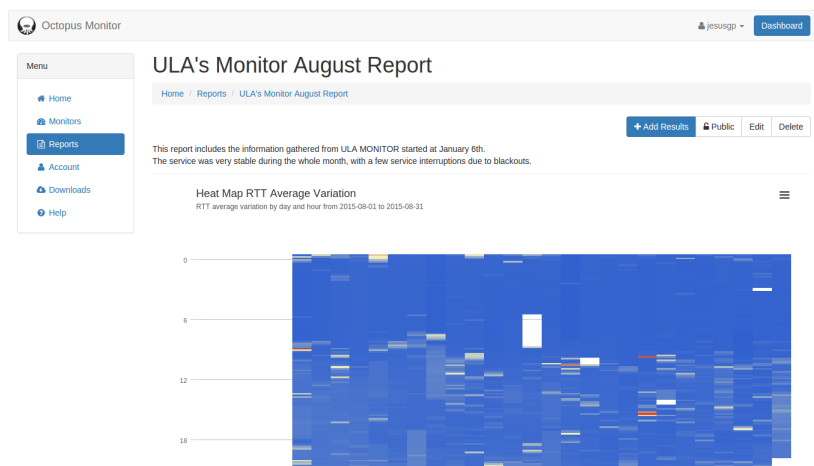 Octopus Monitor
jesusgp
Dashboard
Menu
Home
Monitors
Reports
Account
Downloads
Help
ULA's Monitor August Report
Home / Reports / ULA's Monitor August Report
+ Add Results
Public
Edit
Delete
This report includes the information gathered from ULA MONITOR started at January 6th.
The service was very stable during the whole month, with a few service interruptions due to blackouts.
Heat Map RTT Average Variation
RTT average variation by day and hour from 2015-08-01 to 2015-08-31
0
6
12
18